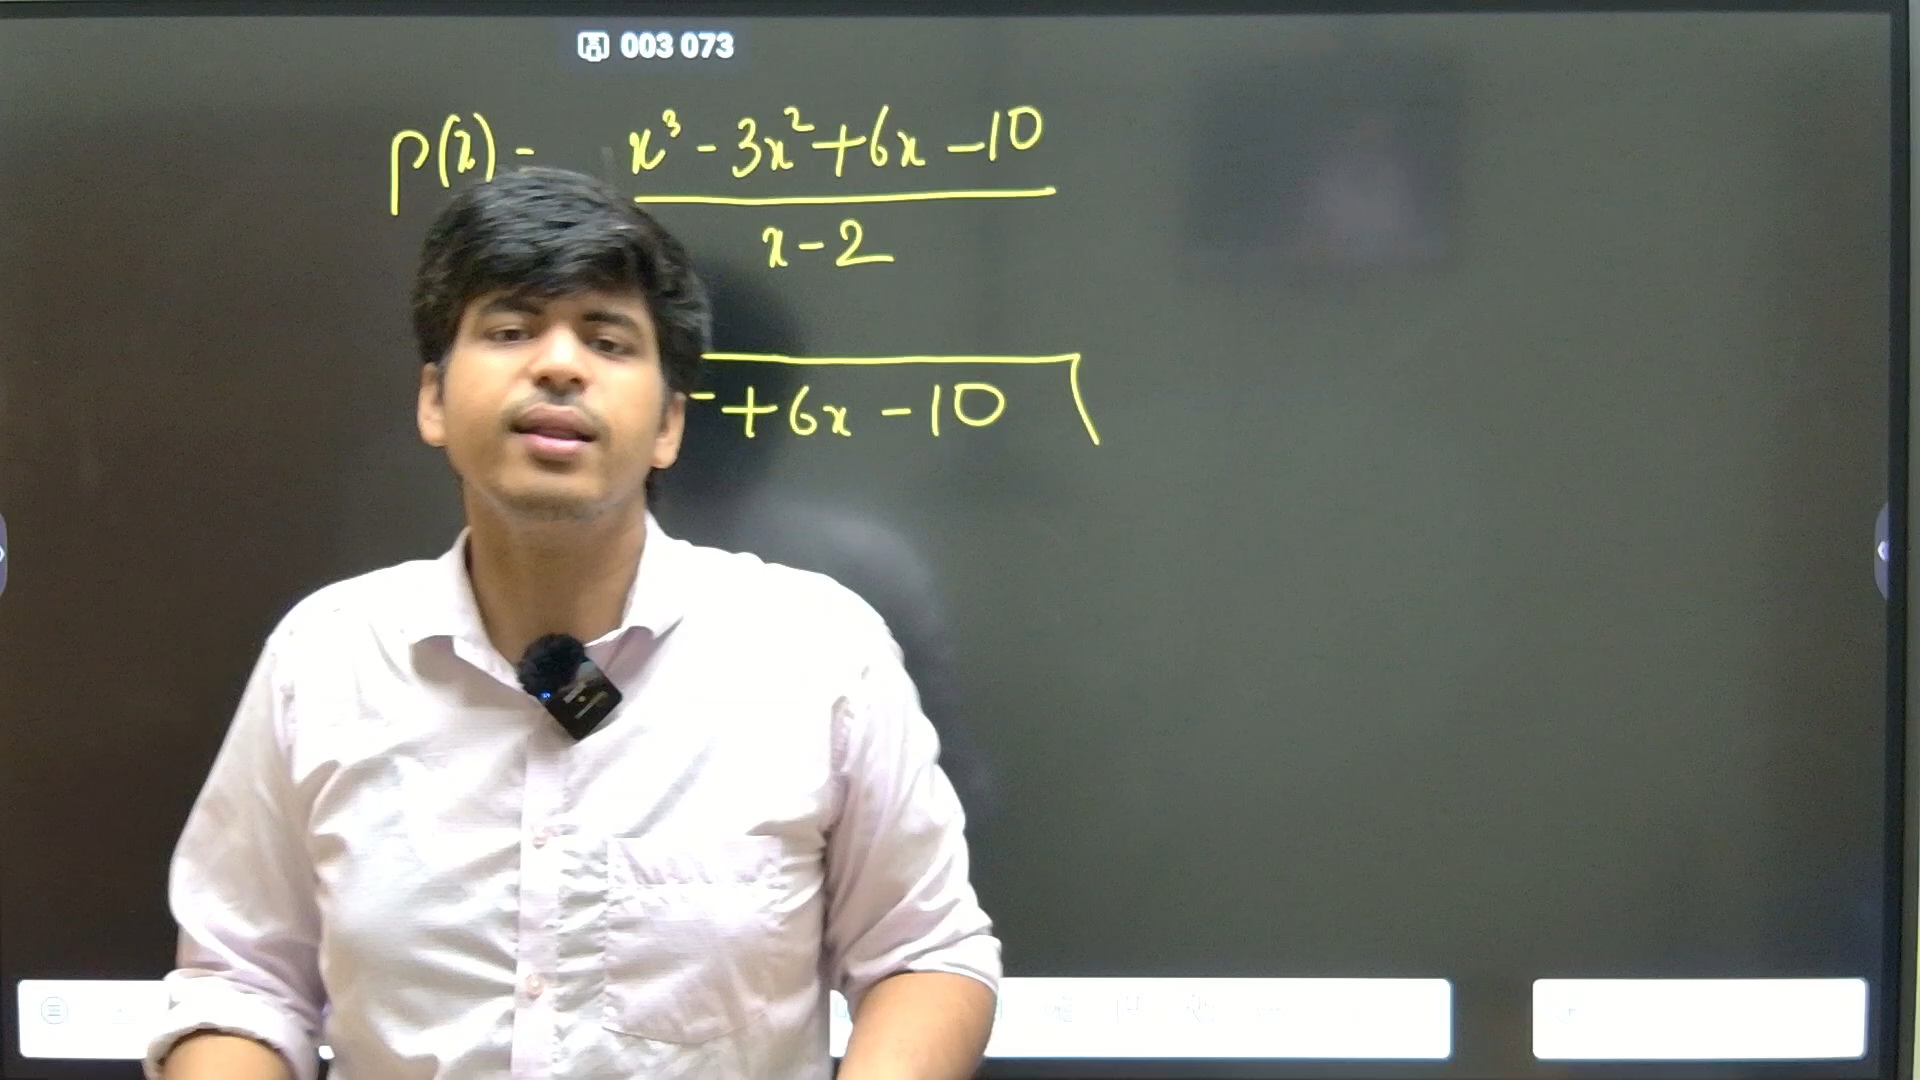 003 073
P(x) = x³ - 3x² + 6x - 10
x - 2
+ 6x - 10